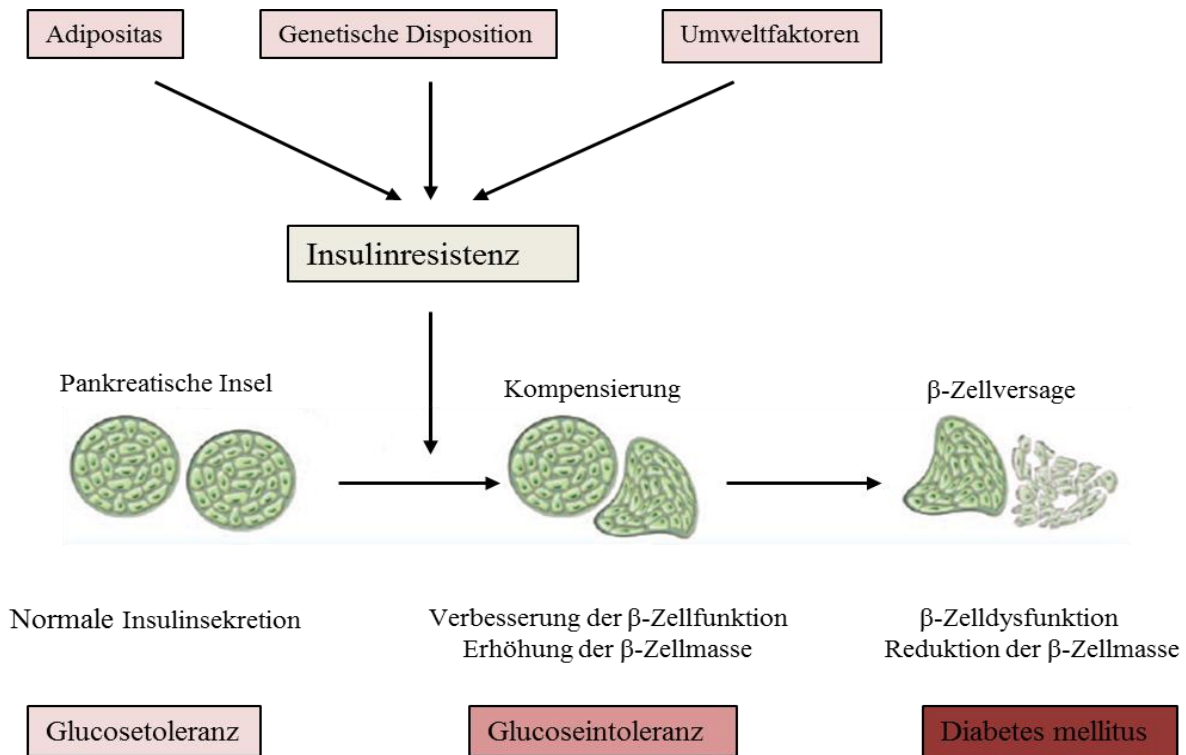 Adipositas
Genetische Disposition
Umweltfaktoren
Insulinresistenz
Pankreatische Insel
Kompensierung
β-Zellversage
Normale Insulinsekretion
Verbesserung der β-Zellfunktion
Erhöhung der β-Zellmasse
β-Zelldysfunktion
Reduktion der β-Zellmasse
Glucosetoleranz
Glucoseintoleranz
Diabetes mellitus